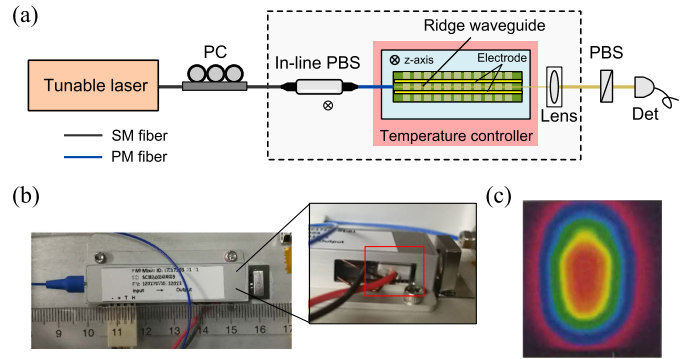 (a)
Tunable laser
PC
In-line PBS
Ridge waveguide
z-axis
Electrode
Temperature controller
Lens
PBS
Det
SM fiber
PM fiber
(b)
Input → Output
- + T H
9 10 11 12 13 14 15 16 17
(c)